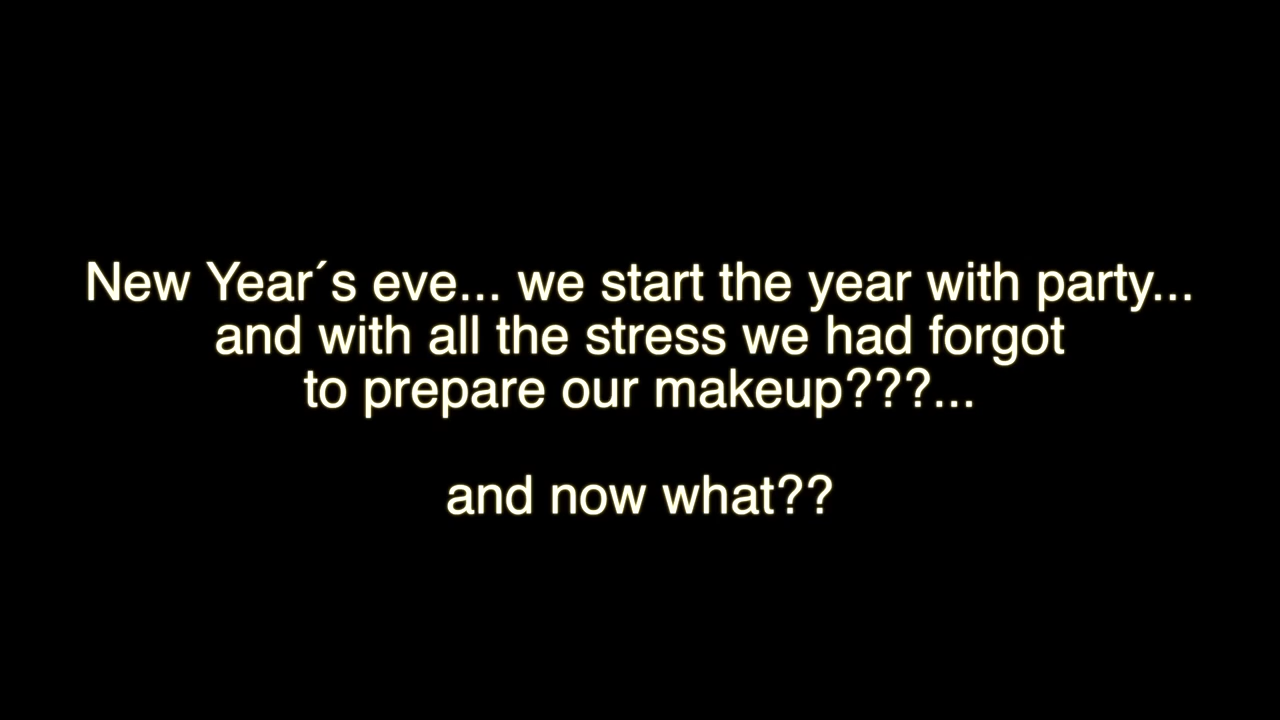 New Year´s eve... we start the year with party...
and with all the stress we had forgot
to prepare our makeup???...
and now what??